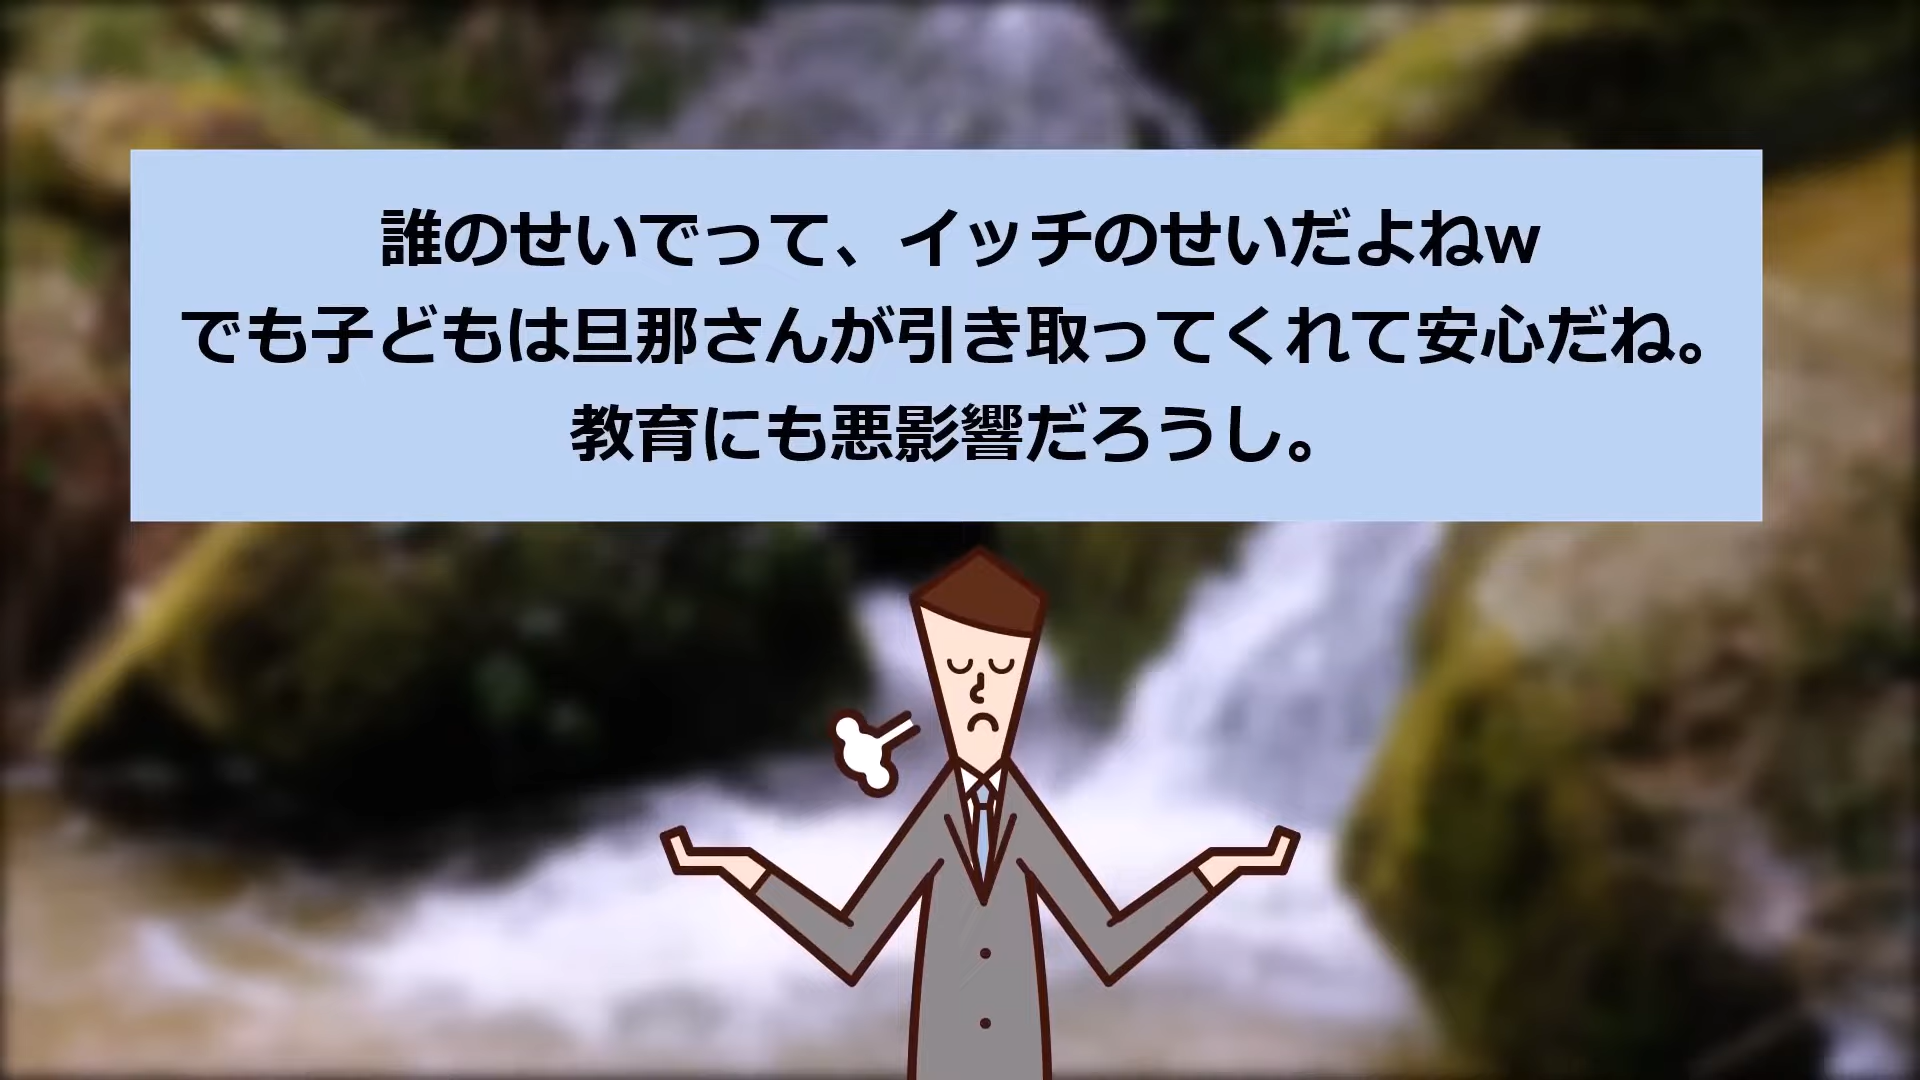 誰のせいでって、イッチのせいだよねw
でも子どもは旦那さんが引き取ってくれて安心だね。
教育にも悪影響だろうし。